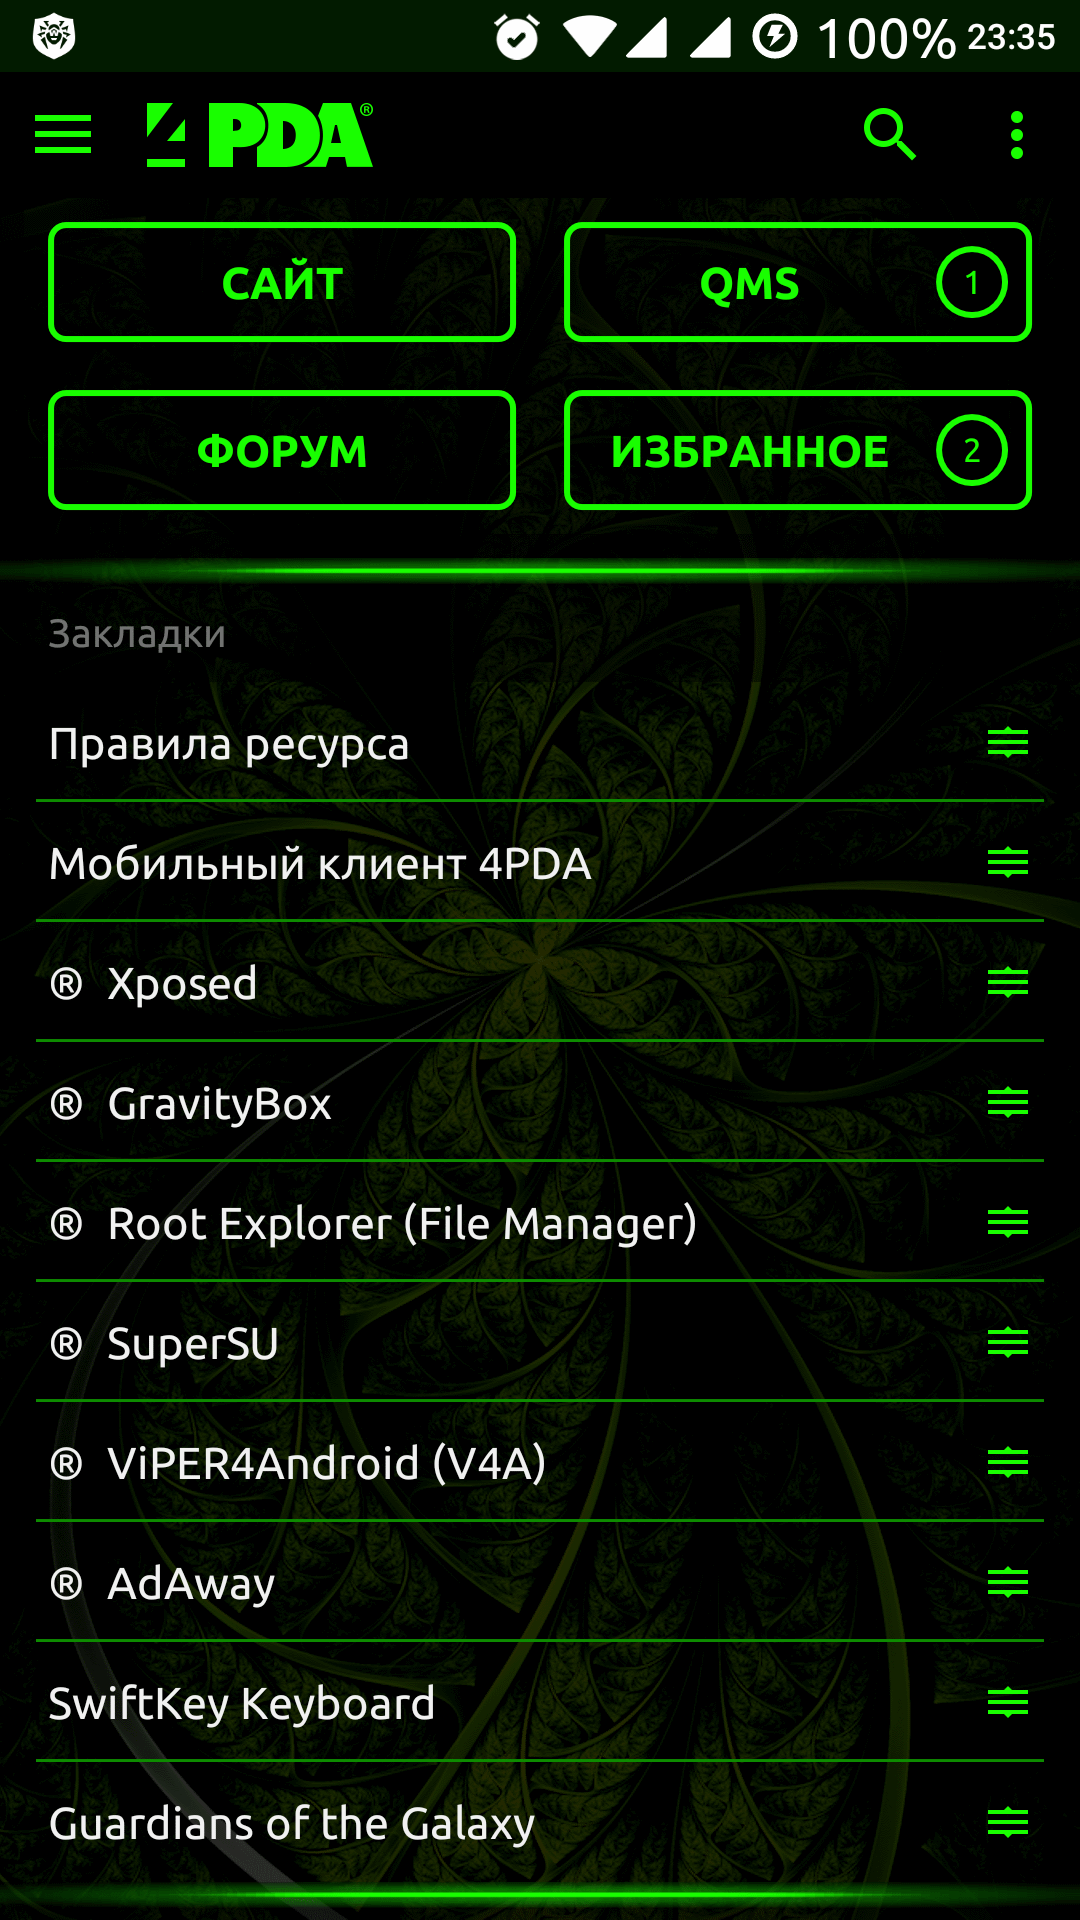 100% 23:35
4PDA®
САЙТ
QMS 1
ФОРУМ
ИЗБРАННОЕ 2
Закладки
Правила ресурса
Мобильный клиент 4PDA
® Xposed
® GravityBox
® Root Explorer (File Manager)
® SuperSU
® ViPER4Android (V4A)
® AdAway
SwiftKey Keyboard
Guardians of the Galaxy